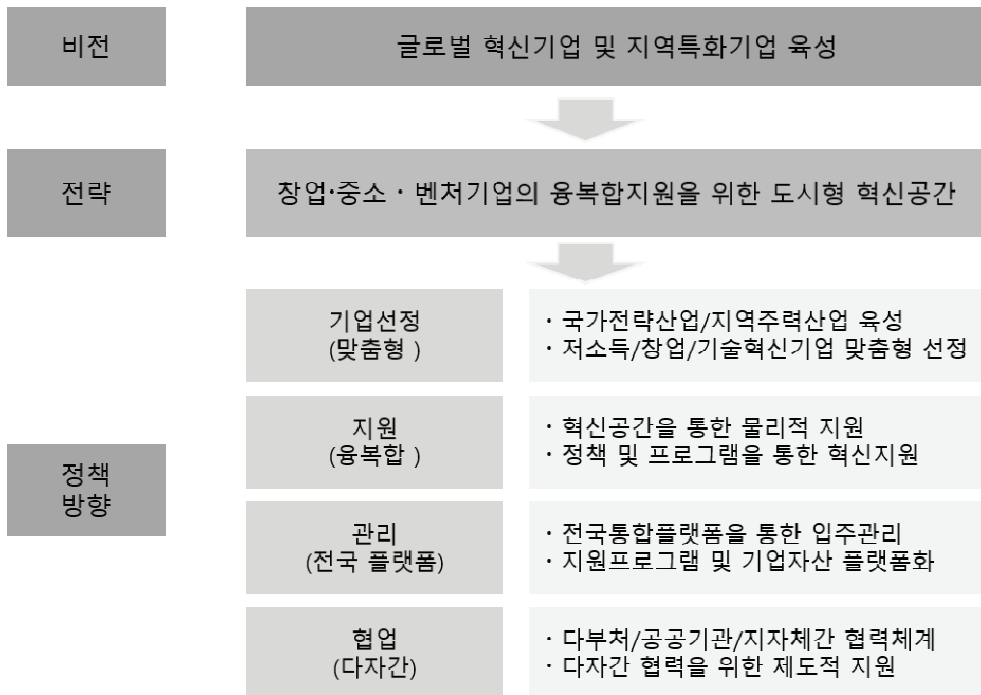 비전
글로벌 혁신기업 및 지역특화기업 육성
전략
창업·중소·벤처기업의 융복합지원을 위한 도시형 혁신공간
정책
방향
기업선정
(맞춤형 )
· 국가전략산업/지역주력산업 육성
· 저소득/창업/기술혁신기업 맞춤형 선정
지원
(융복합 )
· 혁신공간을 통한 물리적 지원
· 정책 및 프로그램을 통한 혁신지원
관리
(전국 플랫폼)
· 전국통합플랫폼을 통한 입주관리
· 지원프로그램 및 기업자산 플랫폼화
협업
(다자간)
· 다부처/공공기관/지자체간 협력체계
· 다자간 협력을 위한 제도적 지원